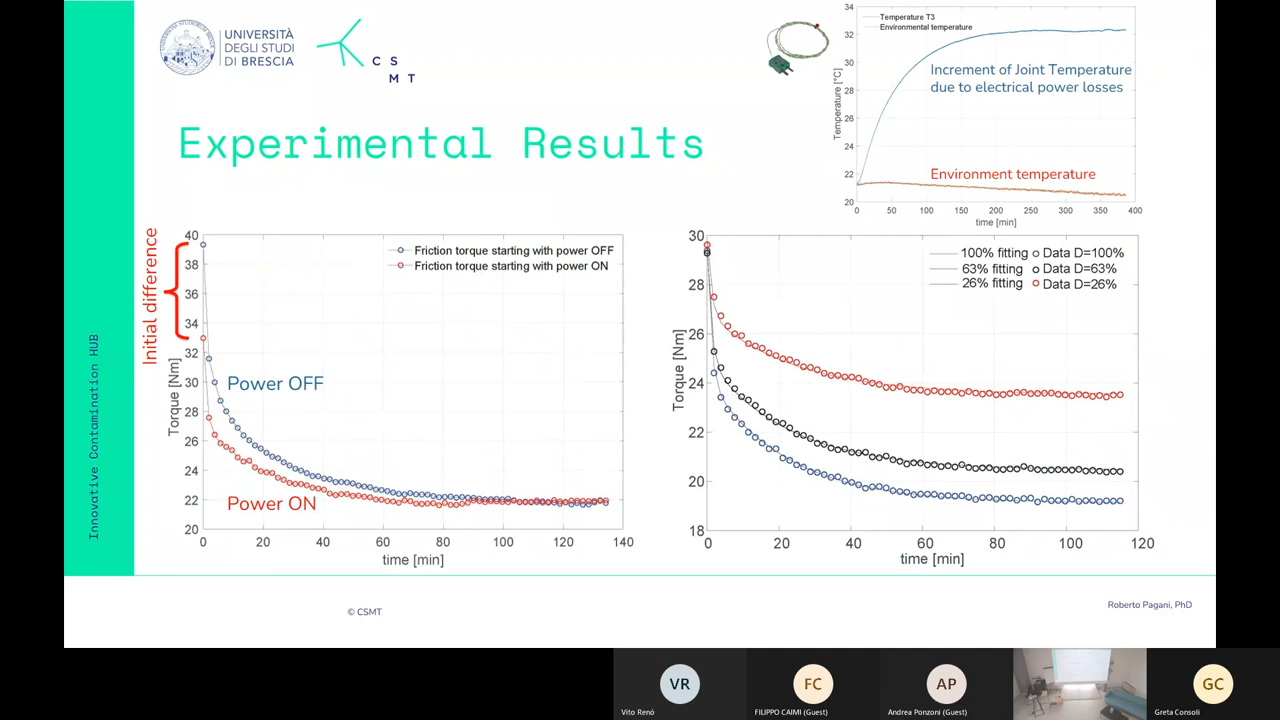 UNIVERSITÀ
DEGLI STUDI
DI BRESCIA
C S
M T
Experimental Results
Innovative Contamination HUB
34
32
30
28
26
24
22
20
Temperature [°C]
Temperature T3
Environmental temperature
Increment of Joint Temperature
due to electrical power losses
Environment temperature
0 50 100 150 200 250 300 350 400
time [min]
Initial difference
40
38
36
34
32
30
28
26
24
22
20
Torque [Nm]
Friction torque starting with power OFF
Friction torque starting with power ON
Power OFF
Power ON
0 20 40 60 80 100 120 140
time [min]
30
28
26
24
22
20
18
Torque [Nm]
100% fitting Data D=100%
63% fitting Data D=63%
26% fitting Data D=26%
0 20 40 60 80 100 120
time [min]
© CSMT
Roberto Pagani, PhD
VR
Vito Renò
FC
FILIPPO CAIMI (Guest)
AP
Andrea Ponzoni (Guest)
GC
Greta Consoli